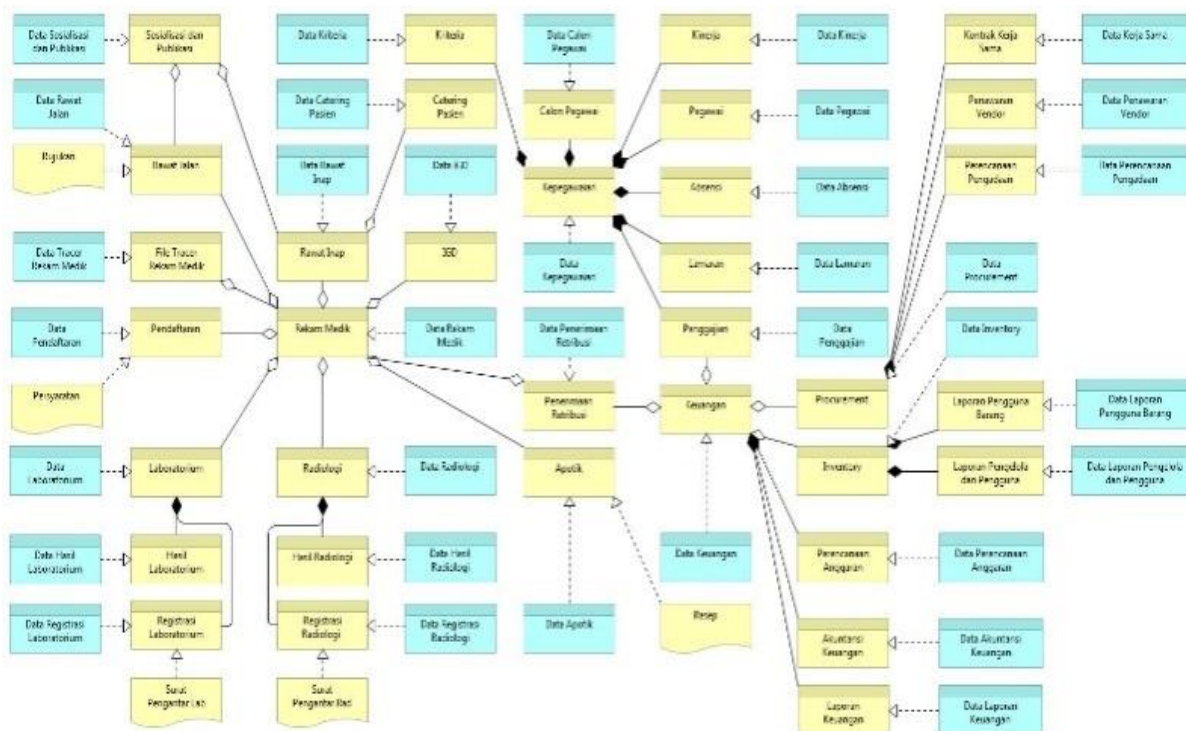 Data Sosialisasi
dan Publikasi
Sosialisasi dan
Publikasi
Data Kriteria
Kriteria
Data Calon
Pegawai
Kinerja
Data Kinerja
Kontrak Kerja
Sama
Data Kerja Sama
Data Rawat
Jalan
Data Catering
Pasien
Catering
Pasien
Calon Pegawai
Pegawai
Data Pegawai
Penawaran
Vendor
Data Penawaran
Vendor
Rujukan
Rawat Jalan
Data Rawat
Inap
Data IGD
Kepegawaian
Absensi
Data Absensi
Perencanaan
Pengadaan
Data Perencanaan
Pengadaan
Data Tracer
Rekam Medik
File Tracer
Rekam Medik
Rawat Inap
IGD
Data
Kepegawaian
Lamaran
Data Lamaran
Data
Procurement
Data
Pendaftaran
Pendaftaran
Rekam Medik
Data Rekam
Medik
Data Penerimaan
Retribusi
Penggajian
Data
Penggajian
Data Inventory
Persyaratan
Penerimaan
Retribusi
Keuangan
Procurement
Laporan Pengguna
Barang
Data Laporan
Pengguna Barang
Data
Laboratorium
Laboratorium
Radiologi
Data Radiologi
Apotik
Inventory
Laporan Pengelola
dan Pengguna
Data Laporan Pengelola
dan Pengguna
Data Hasil
Laboratorium
Hasil
Laboratorium
Hasil Radiologi
Data Hasil
Radiologi
Data Keuangan
Perencanaan
Anggaran
Data Perencanaan
Anggaran
Data Registrasi
Laboratorium
Registrasi
Laboratorium
Registrasi
Radiologi
Data Registrasi
Radiologi
Data Apotik
Resep
Akuntansi
Keuangan
Data Akuntansi
Keuangan
Surat
Pengantar Lab
Surat
Pengantar Rad
Laporan
Keuangan
Data Laporan
Keuangan